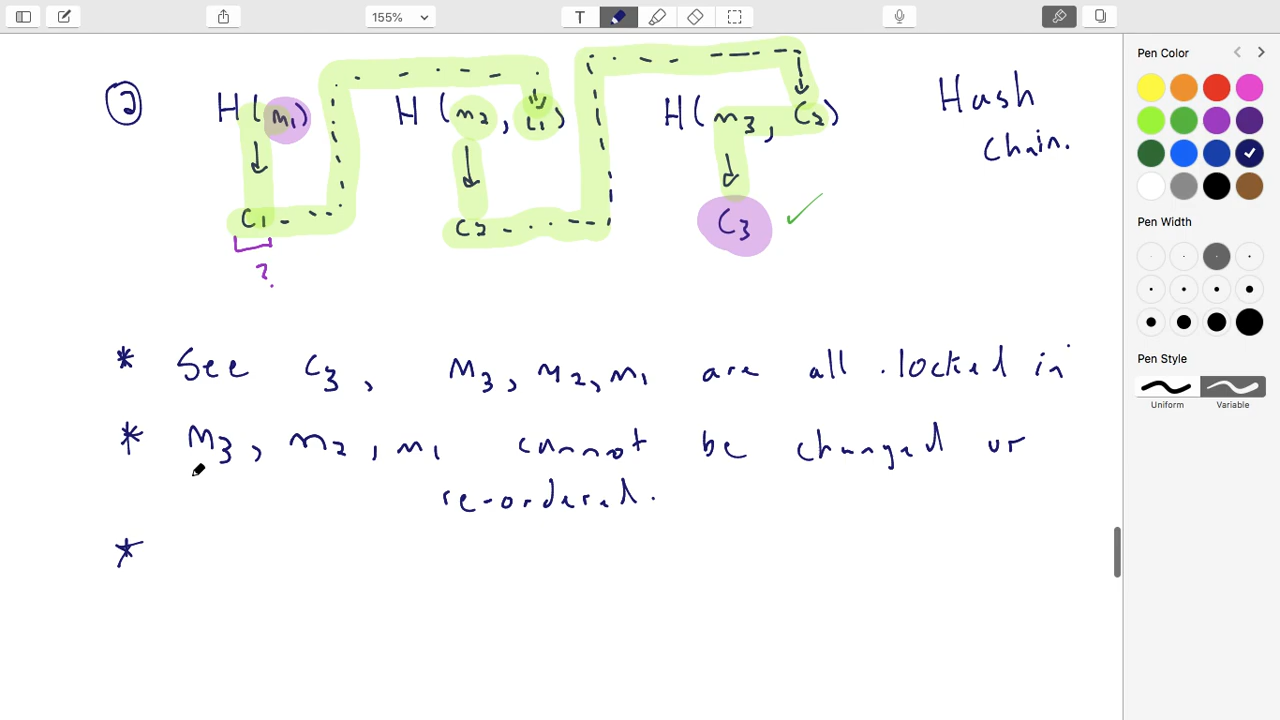 155%
T
② H(m₁) H(m₂, C₁) H(m₃, C₂) Hash
chain.
C₁ C₂ C₃ ✓
?
* See C₃, m₃, m₂, m₁ are all locked in
* m₃, m₂, m₁ cannot be changed or
re-ordered.
*
Pen Color
Pen Width
Pen Style
Uniform Variable